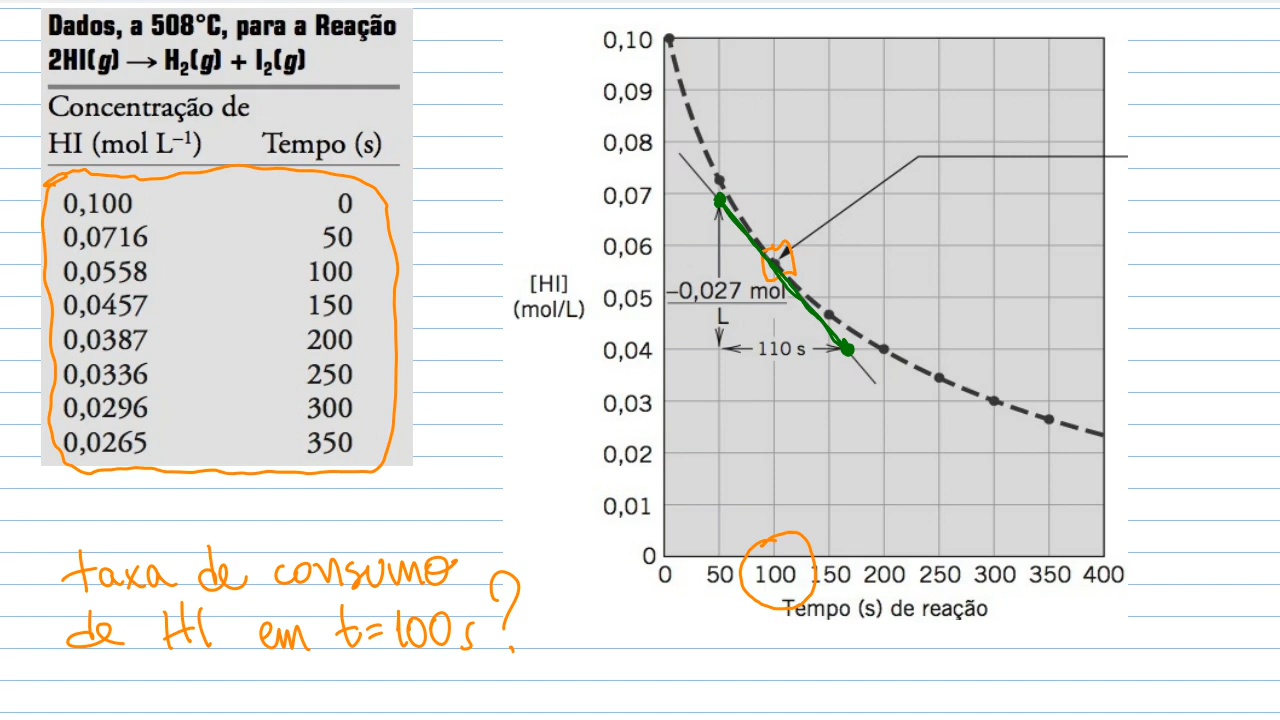 Dados, a 508°C, para a Reação
2HI(g) → H₂(g) + I₂(g)
Concentração de
HI (mol L⁻¹) Tempo (s)
0,100 0
0,0716 50
0,0558 100
0,0457 150
0,0387 200
0,0336 250
0,0296 300
0,0265 350
taxa de consumo
de HI em t=100s?
0,10
0,09
0,08
0,07
0,06
0,05
0,04
0,03
0,02
0,01
0
[HI]
(mol/L)
–0,027 mol
L
110 s
0 50 100 150 200 250 300 350 400
Tempo (s) de reação